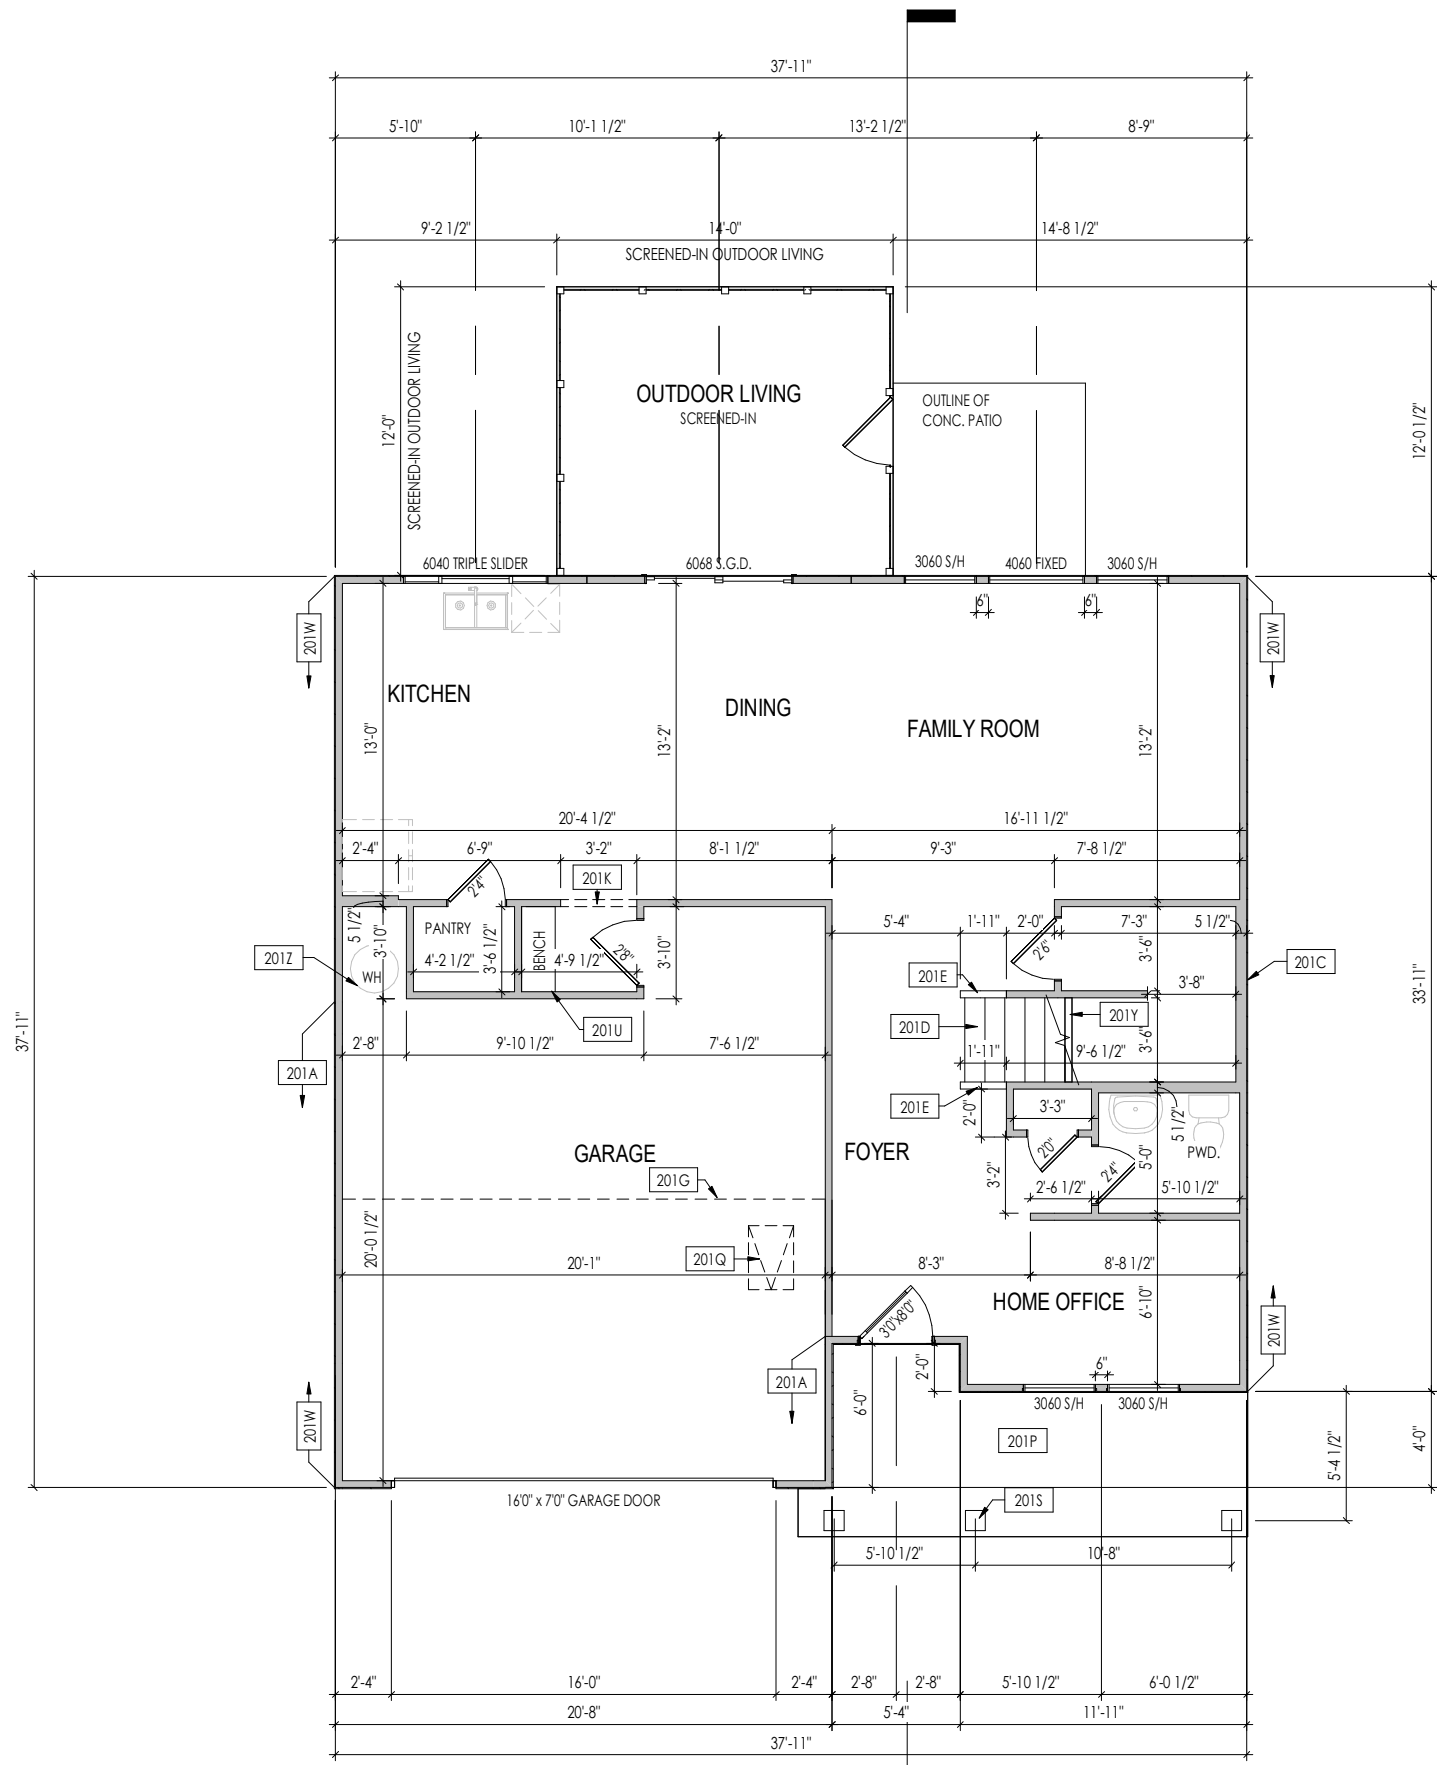 37'-11"
5'-10"
10'-1 1/2"
13'-2 1/2"
8'-9"
9'-2 1/2"
14'-0"
14'-8 1/2"
SCREENED-IN OUTDOOR LIVING
12'-0"
SCREENED-IN OUTDOOR LIVING
OUTDOOR LIVING
SCREENED-IN
OUTLINE OF
CONC. PATIO
12'-0 1/2"
6040 TRIPLE SLIDER
6068 S.G.D.
3060 S/H
4060 FIXED
3060 S/H
6"
6"
201W
201W
KITCHEN
DINING
FAMILY ROOM
13'-0"
13'-2"
13'-2"
20'-4 1/2"
16'-11 1/2"
2'-4"
6'-9"
3'-2"
8'-1 1/2"
9'-3"
7'-8 1/2"
201K
2'4"
5 1/2"
3'-10"
PANTRY
BENCH
2'8"
3'-10"
5'-4"
1'-11"
2'-0"
7'-3"
5 1/2"
201Z
WH
4'-2 1/2"
3'-6 1/2"
4'-9 1/2"
2'6"
3'-6"
201C
201E
3'-8"
33'-11"
37'-11"
201U
201D
201Y
3'-6"
2'-8"
9'-10 1/2"
7'-6 1/2"
1'-11"
9'-6 1/2"
201A
201E
2'-0"
3'-3"
5 1/2"
GARAGE
FOYER
2'0"
2'4"
5'-0"
PWD.
201G
3'-2"
2'-6 1/2"
5'-10 1/2"
20'-0 1/2"
20'-1"
201Q
8'-3"
8'-8 1/2"
HOME OFFICE
6'-10"
3'0"x8'0"
201W
201A
2'-0"
6"
6'-0"
3060 S/H
3060 S/H
201W
201P
5'-4 1/2"
4'-0"
16'0" x 7'0" GARAGE DOOR
201S
5'-10 1/2"
10'-8"
2'-4"
16'-0"
2'-4"
2'-8"
2'-8"
5'-10 1/2"
6'-0 1/2"
20'-8"
5'-4"
11'-11"
37'-11"